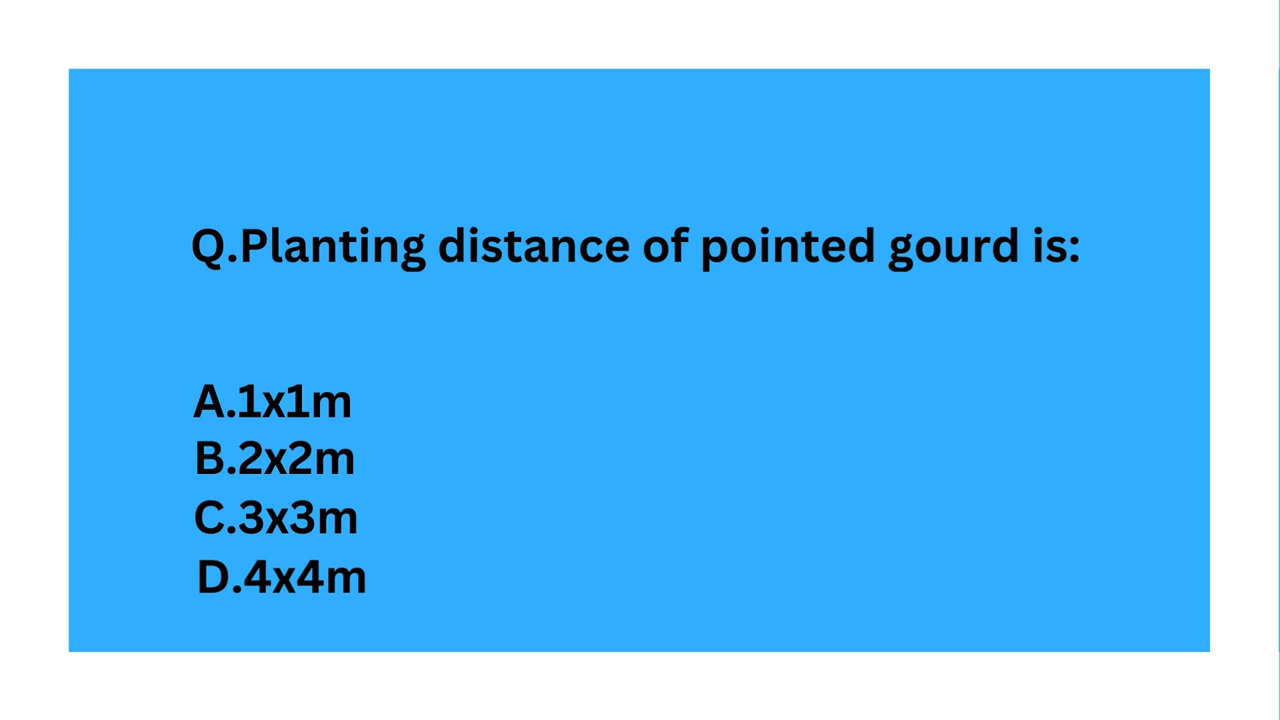 Q.Planting distance of pointed gourd is:
A.1x1m
B.2x2m
C.3x3m
D.4x4m